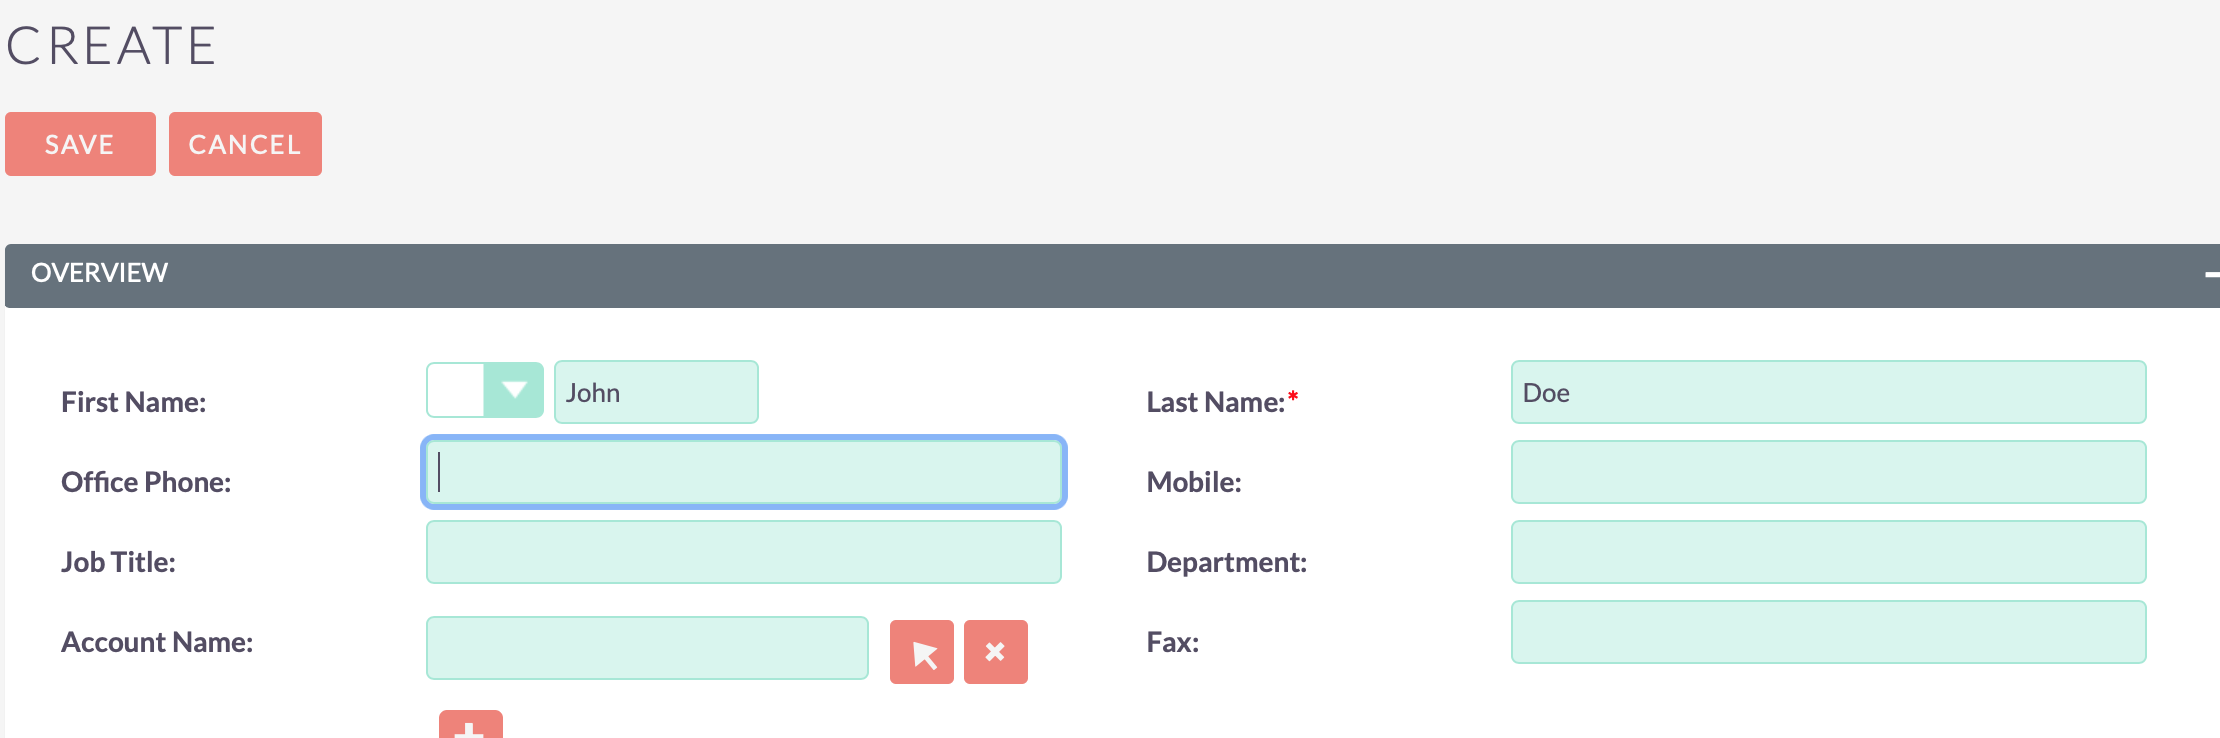 CREATE
SAVE CANCEL
OVERVIEW
First Name: John Last Name:* Doe
Office Phone: Mobile:
Job Title: Department:
Account Name: Fax: